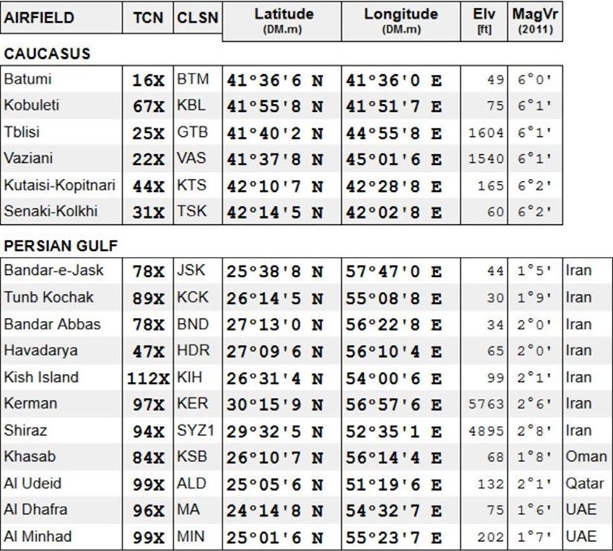 AIRFIELD TCN CLSN Latitude (DM.m) Longitude (DM.m) Elv [ft] MagVr (2011)
CAUCASUS
Batumi 16X BTM 41°36'6 N 41°36'0 E 49 6°0'
Kobuleti 67X KBL 41°55'8 N 41°51'7 E 75 6°1'
Tblisi 25X GTB 41°40'2 N 44°55'8 E 1604 6°1'
Vaziani 22X VAS 41°37'8 N 45°01'6 E 1540 6°1'
Kutaisi-Kopitnari 44X KTS 42°10'7 N 42°28'8 E 165 6°2'
Senaki-Kolkhi 31X TSK 42°14'5 N 42°02'8 E 60 6°2'
PERSIAN GULF
Bandar-e-Jask 78X JSK 25°38'8 N 57°47'0 E 44 1°5' Iran
Tunb Kochak 89X KCK 26°14'5 N 55°08'8 E 30 1°9' Iran
Bandar Abbas 78X BND 27°13'0 N 56°22'8 E 34 2°0' Iran
Havadarya 47X HDR 27°09'6 N 56°10'4 E 65 2°0' Iran
Kish Island 112X KIH 26°31'4 N 54°00'6 E 99 2°1' Iran
Kerman 97X KER 30°15'9 N 56°57'6 E 5763 2°6' Iran
Shiraz 94X SYZ1 29°32'5 N 52°35'1 E 4895 2°8' Iran
Khasab 84X KSB 26°10'7 N 56°14'4 E 68 1°8' Oman
Al Udeid 99X ALD 25°05'6 N 51°19'6 E 132 2°1' Qatar
Al Dhafra 96X MA 24°14'8 N 54°32'7 E 75 1°6' UAE
Al Minhad 99X MIN 25°01'6 N 55°23'7 E 202 1°7' UAE